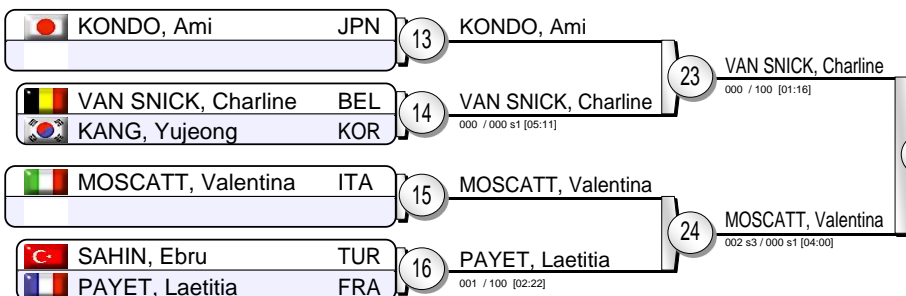 KONDO, Ami JPN
13
KONDO, Ami
VAN SNICK, Charline BEL
KANG, Yujeong KOR
14
VAN SNICK, Charline
000 / 000 s1 [05:11]
23
VAN SNICK, Charline
000 / 100 [01:16]
MOSCATT, Valentina ITA
15
MOSCATT, Valentina
SAHIN, Ebru TUR
PAYET, Laetitia FRA
16
PAYET, Laetitia
001 / 100 [02:22]
24
MOSCATT, Valentina
002 s3 / 000 s1 [04:00]